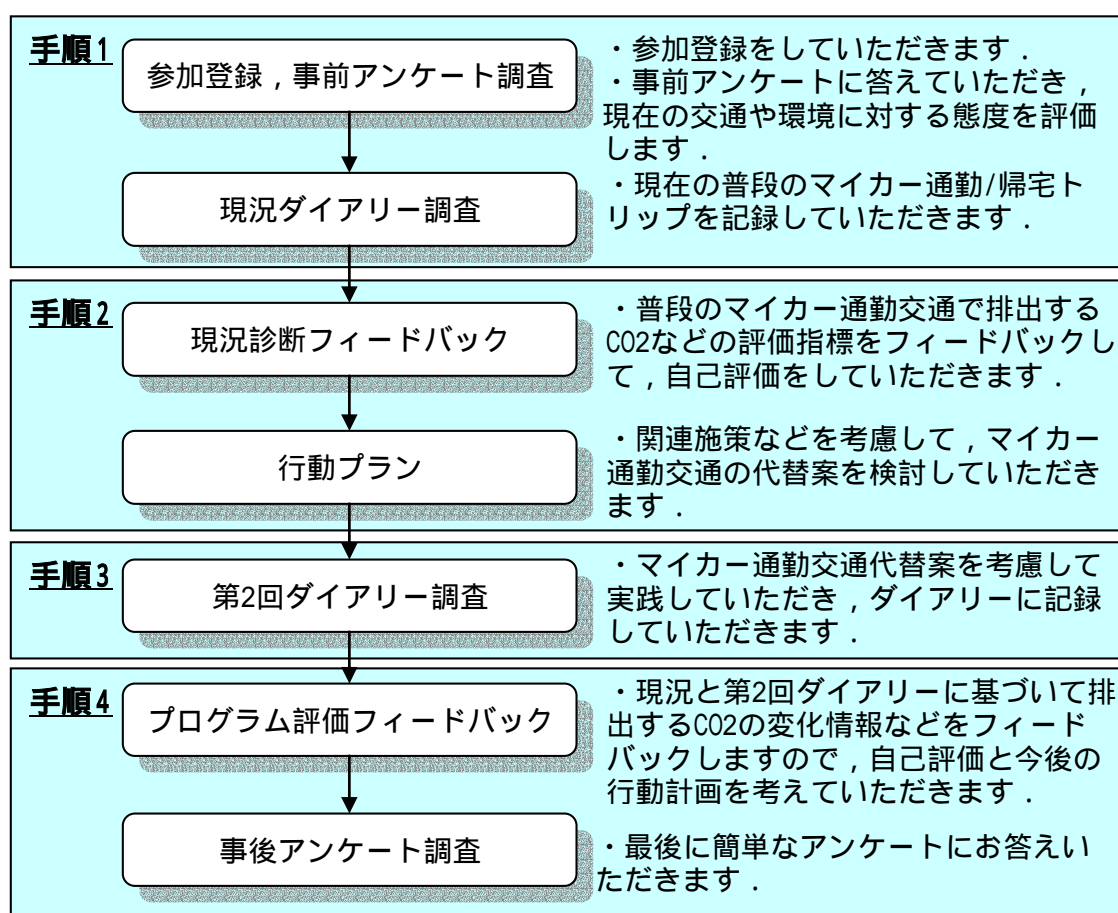 手順1
参加登録，事前アンケート調査
・参加登録をしていただきます．
・事前アンケートに答えていただき，
現在の交通や環境に対する態度を評価
します．
現況ダイアリー調査
・現在の普段のマイカー通勤/帰宅ト
リップを記録していただきます．
手順2
現況診断フィードバック
・普段のマイカー通勤交通で排出する
CO2などの評価指標をフィードバックし
て，自己評価をしていただきます．
行動プラン
・関連施策などを考慮して，マイカー
通勤交通の代替案を検討していただき
ます．
手順3
第2回ダイアリー調査
・マイカー通勤交通代替案を考慮して
実践していただき，ダイアリーに記録
していただきます．
手順4
プログラム評価フィードバック
・現況と第2回ダイアリーに基づいて排
出するCO2の変化情報などをフィード
バックしますので，自己評価と今後の
行動計画を考えていただきます．
事後アンケート調査
・最後に簡単なアンケートにお答えい
ただきます．